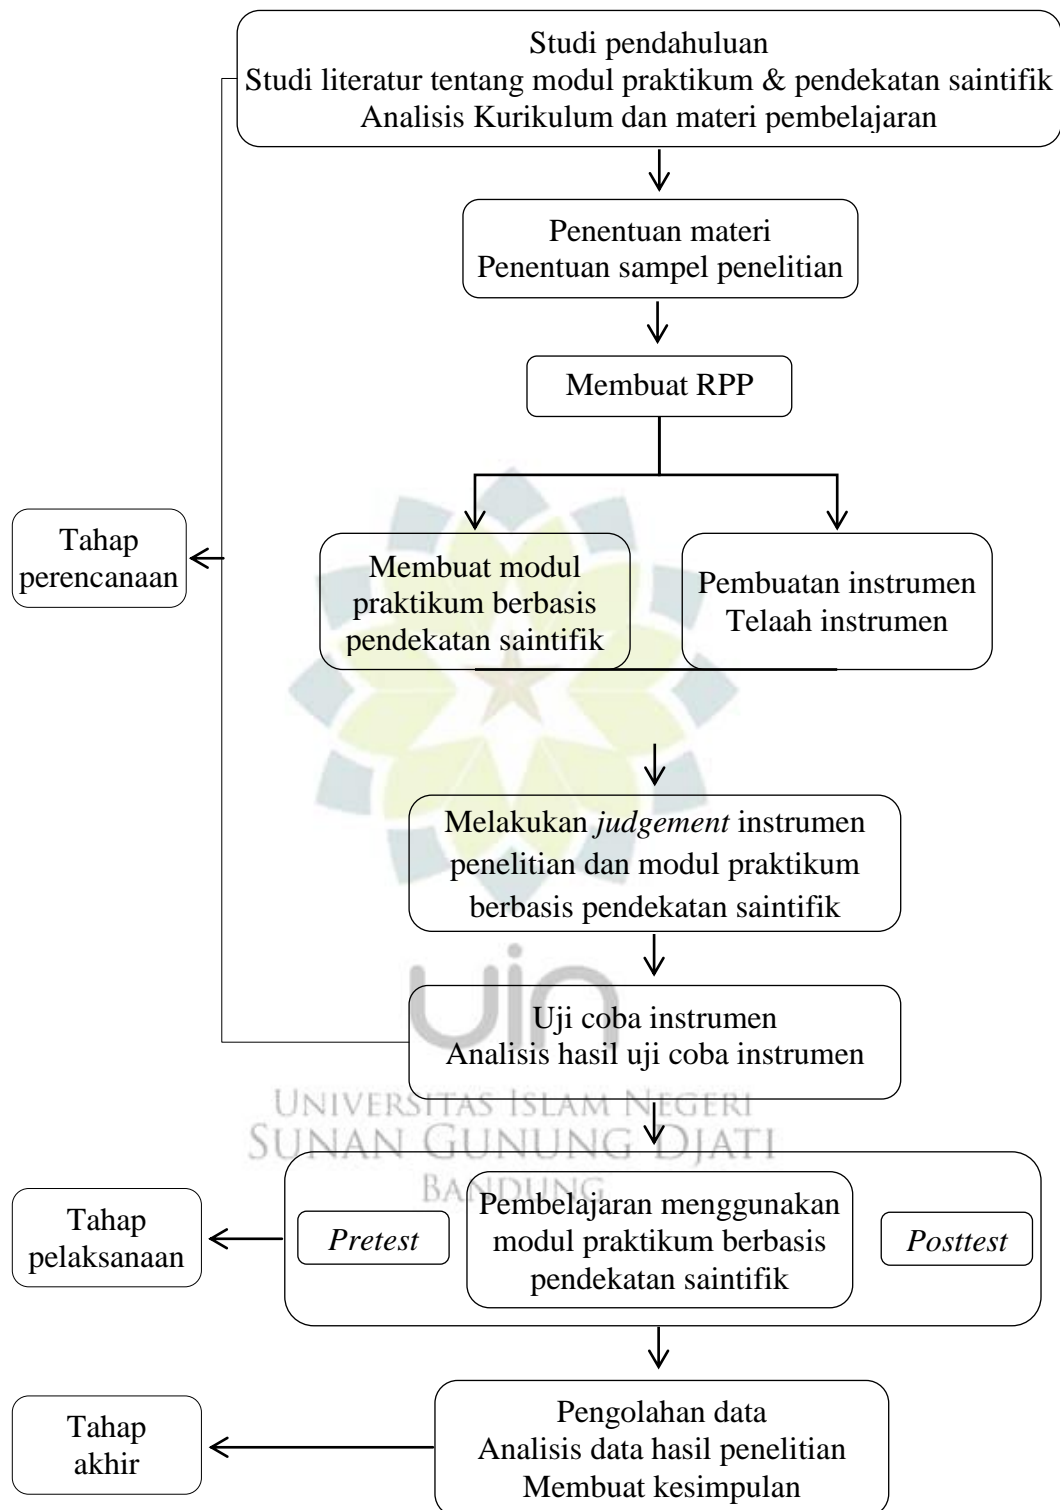 Studi pendahuluan
Studi literatur tentang modul praktikum & pendekatan saintifik
Analisis Kurikulum dan materi pembelajaran
Penentuan materi
Penentuan sampel penelitian
Membuat RPP
Tahap
perencanaan
Membuat modul
praktikum berbasis
pendekatan saintifik
Pembuatan instrumen
Telaah instrumen
Melakukan judgement instrumen
penelitian dan modul praktikum
berbasis pendekatan saintifik
uin
Uji coba instrumen
Analisis hasil uji coba instrumen
UNIVERSITAS ISLAM NEGERI
SUNAN GUNUNG DJATI
BANDUNG
Tahap
pelaksanaan
Pretest
Pembelajaran menggunakan
modul praktikum berbasis
pendekatan saintifik
Posttest
Tahap
akhir
Pengolahan data
Analisis data hasil penelitian
Membuat kesimpulan